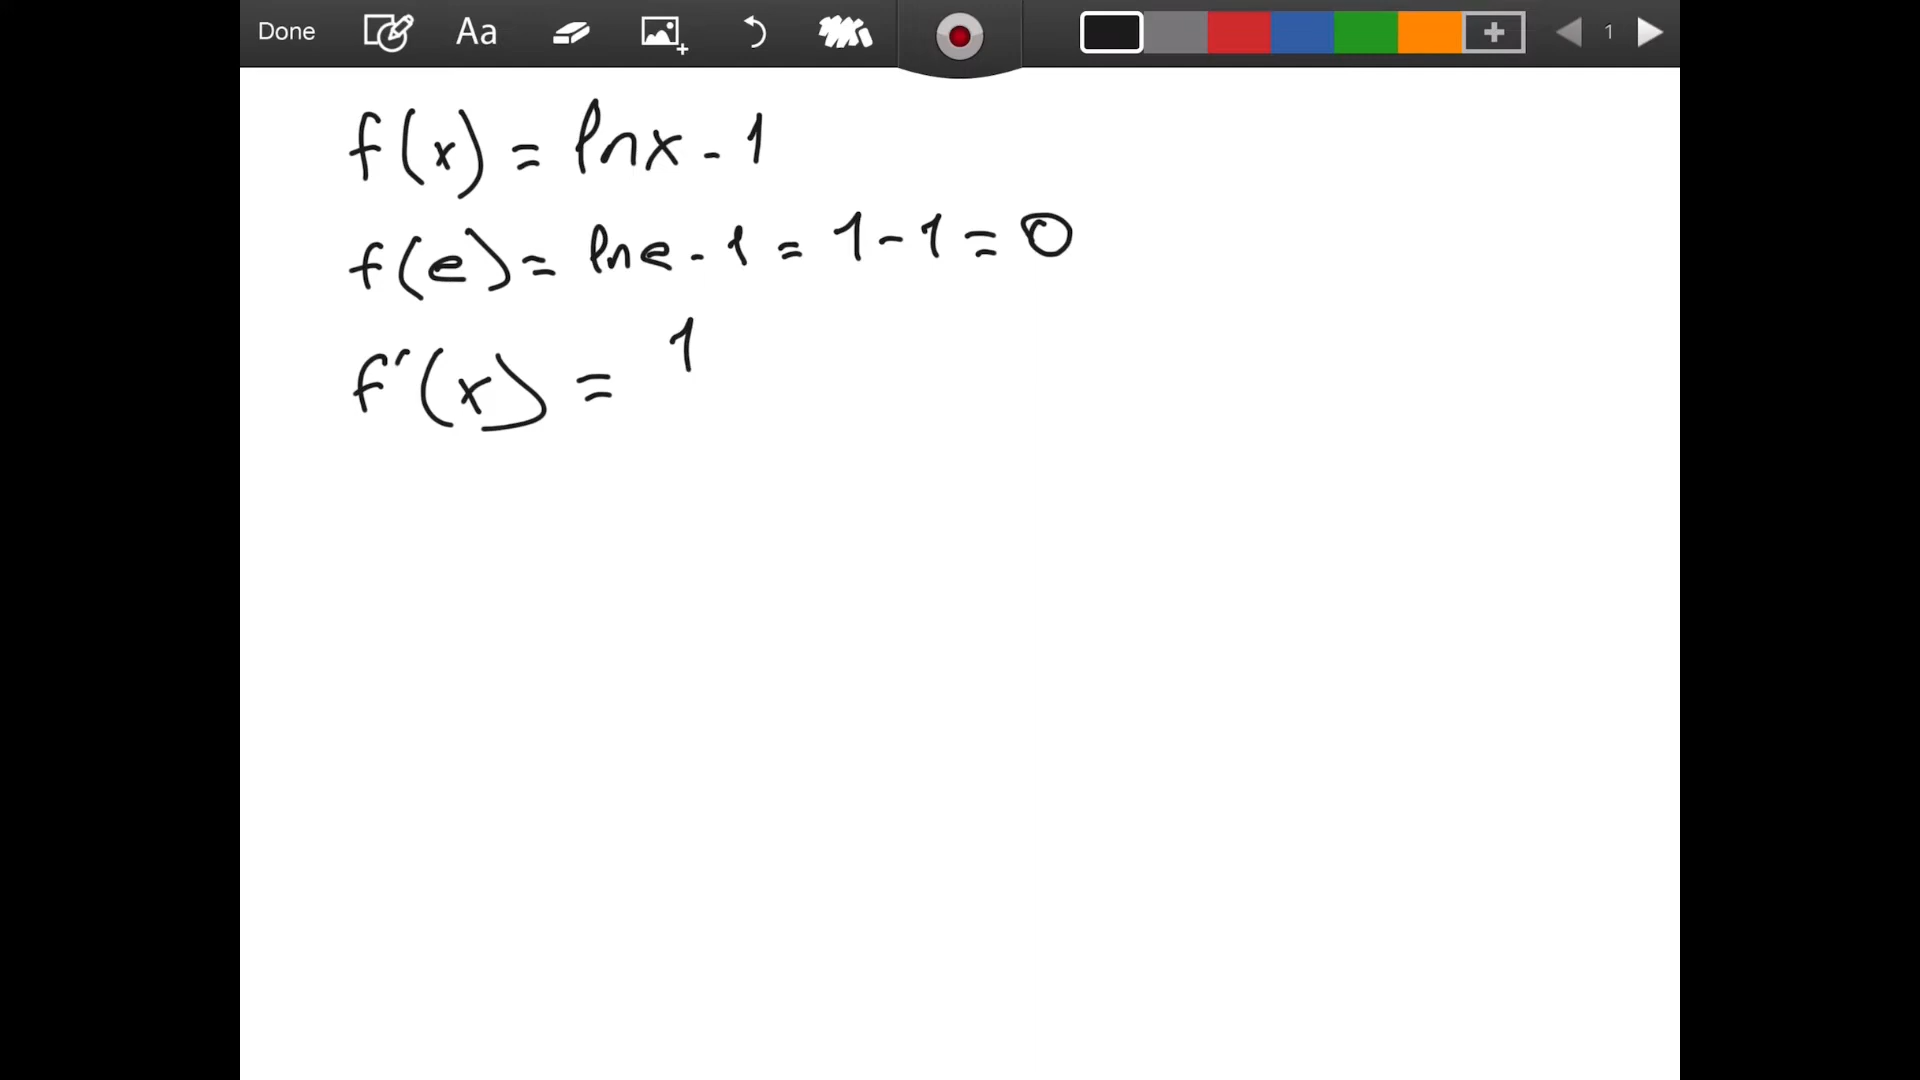 Done Aa 1
f(x) = lnx - 1
f(e) = lne - 1 = 1 - 1 = 0
f'(x) = 1